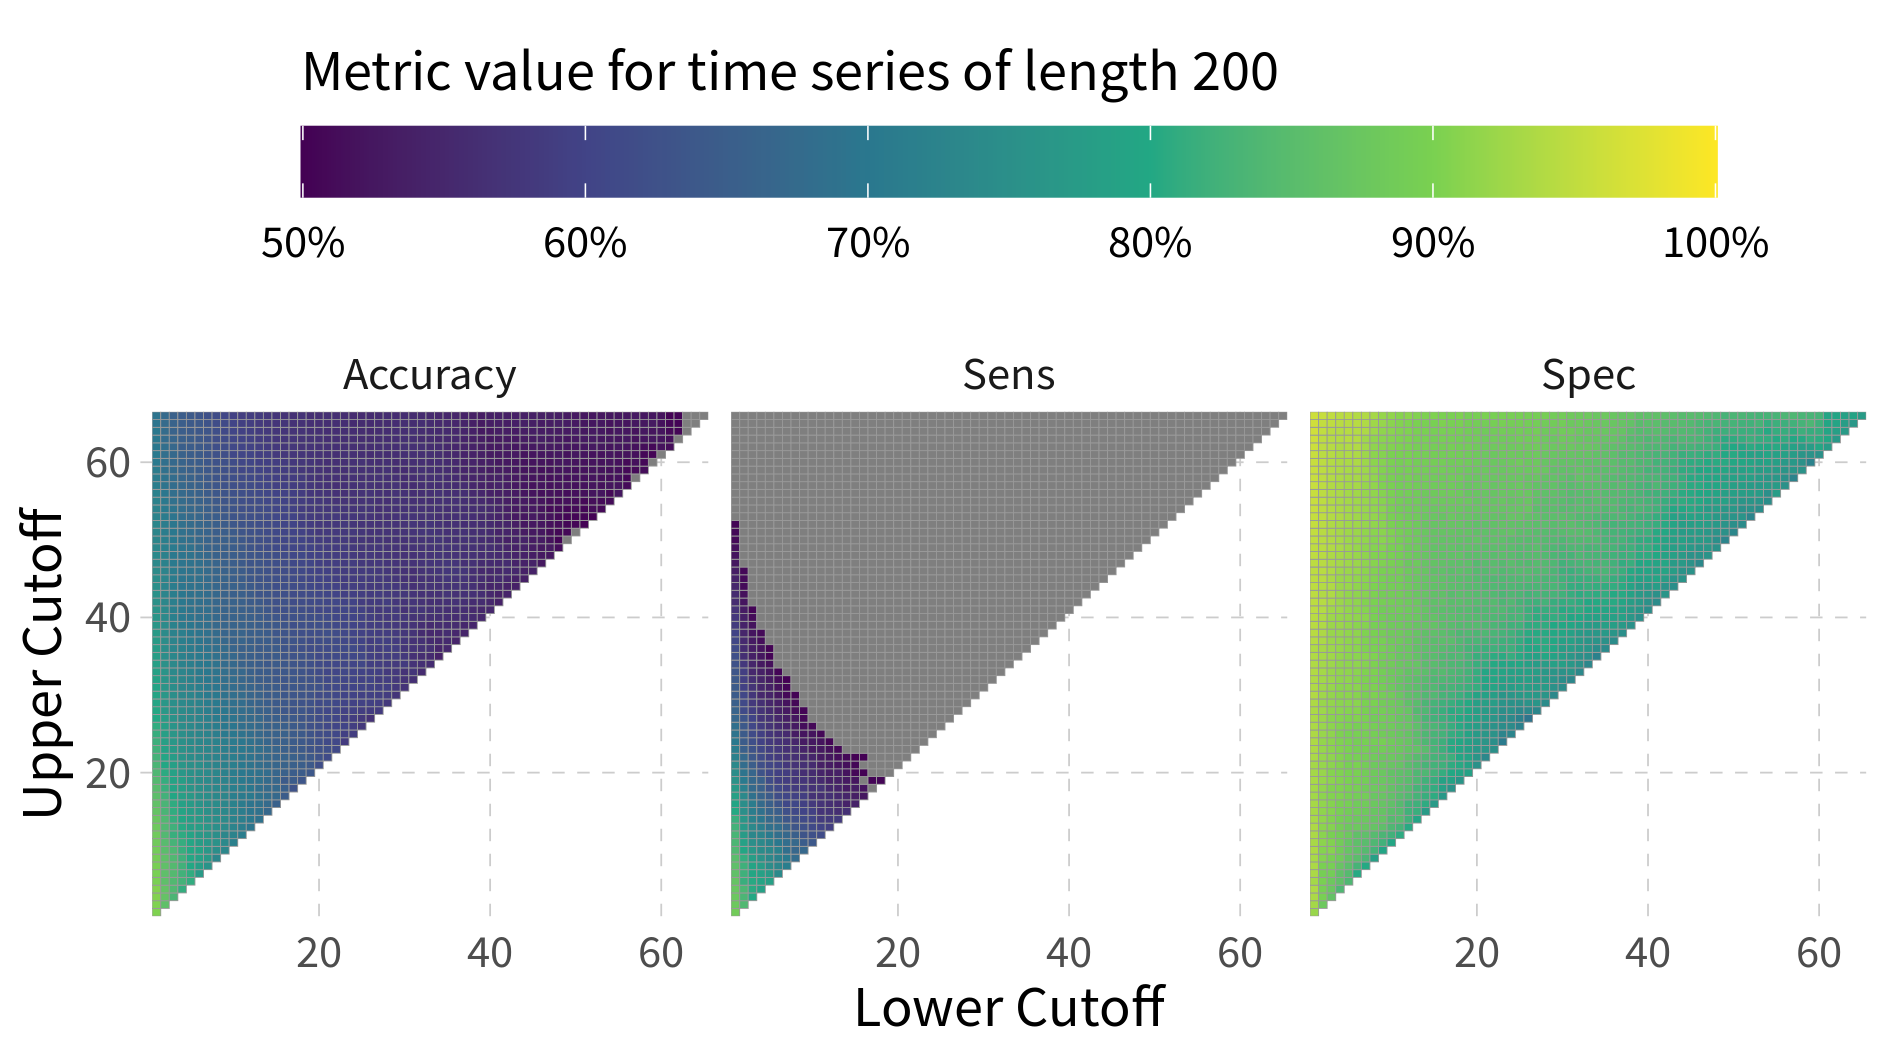 Metric value for time series of length 200
50% 60% 70% 80% 90% 100%
Accuracy Sens Spec
Upper Cutoff
60
40
20
20 40 60 20 40 60 20 40 60
Lower Cutoff